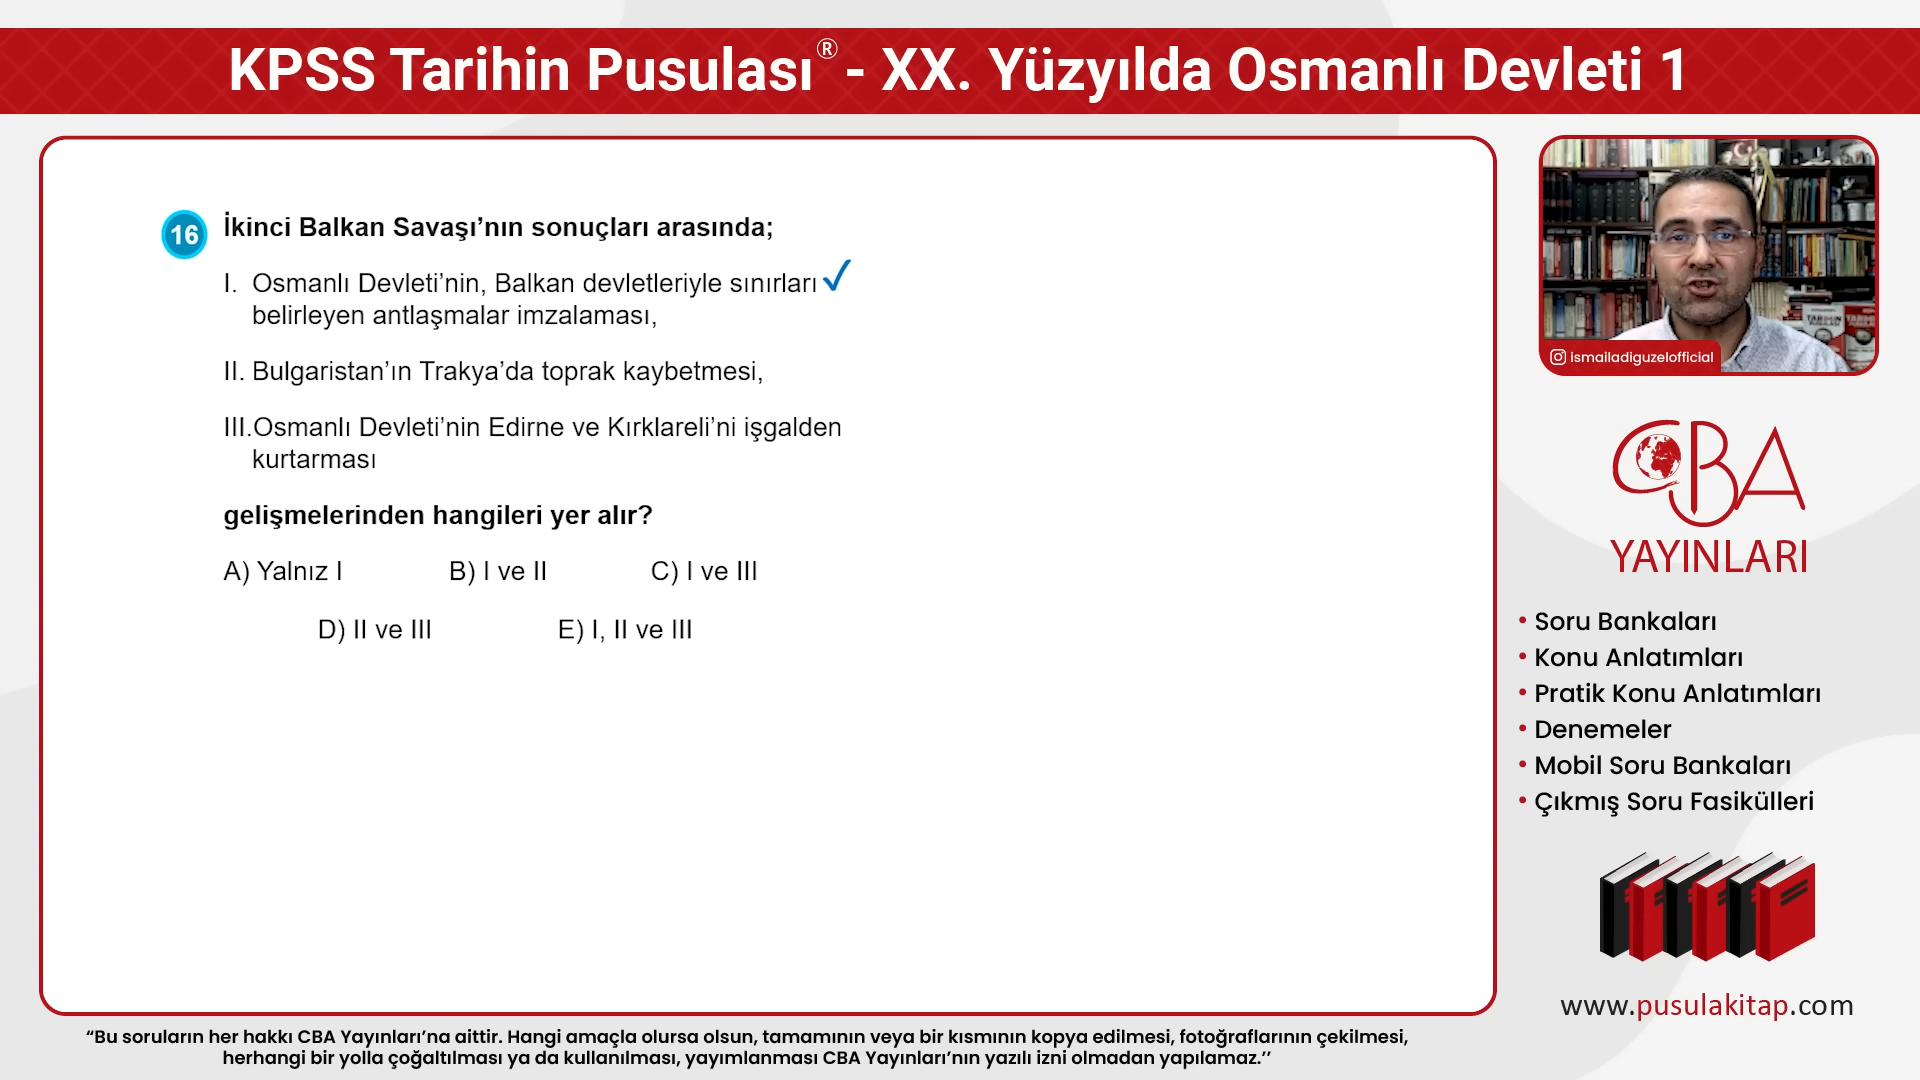 KPSS Tarihin Pusulası® - XX. Yüzyılda Osmanlı Devleti 1
16 İkinci Balkan Savaşı’nın sonuçları arasında;
I. Osmanlı Devleti’nin, Balkan devletleriyle sınırları
belirleyen antlaşmalar imzalaması,
II. Bulgaristan’ın Trakya’da toprak kaybetmesi,
III.Osmanlı Devleti’nin Edirne ve Kırklareli’ni işgalden
kurtarması
gelişmelerinden hangileri yer alır?
A) Yalnız I B) I ve II C) I ve III
D) II ve III E) I, II ve III
ismailadiguzelofficial
CBA
YAYINLARI
• Soru Bankaları
• Konu Anlatımları
• Pratik Konu Anlatımları
• Denemeler
• Mobil Soru Bankaları
• Çıkmış Soru Fasikülleri
www.pusulakitap.com
“Bu soruların her hakkı CBA Yayınları’na aittir. Hangi amaçla olursa olsun, tamamının veya bir kısmının kopya edilmesi, fotoğraflarının çekilmesi,
herhangi bir yolla çoğaltılması ya da kullanılması, yayımlanması CBA Yayınları’nın yazılı izni olmadan yapılamaz.’’